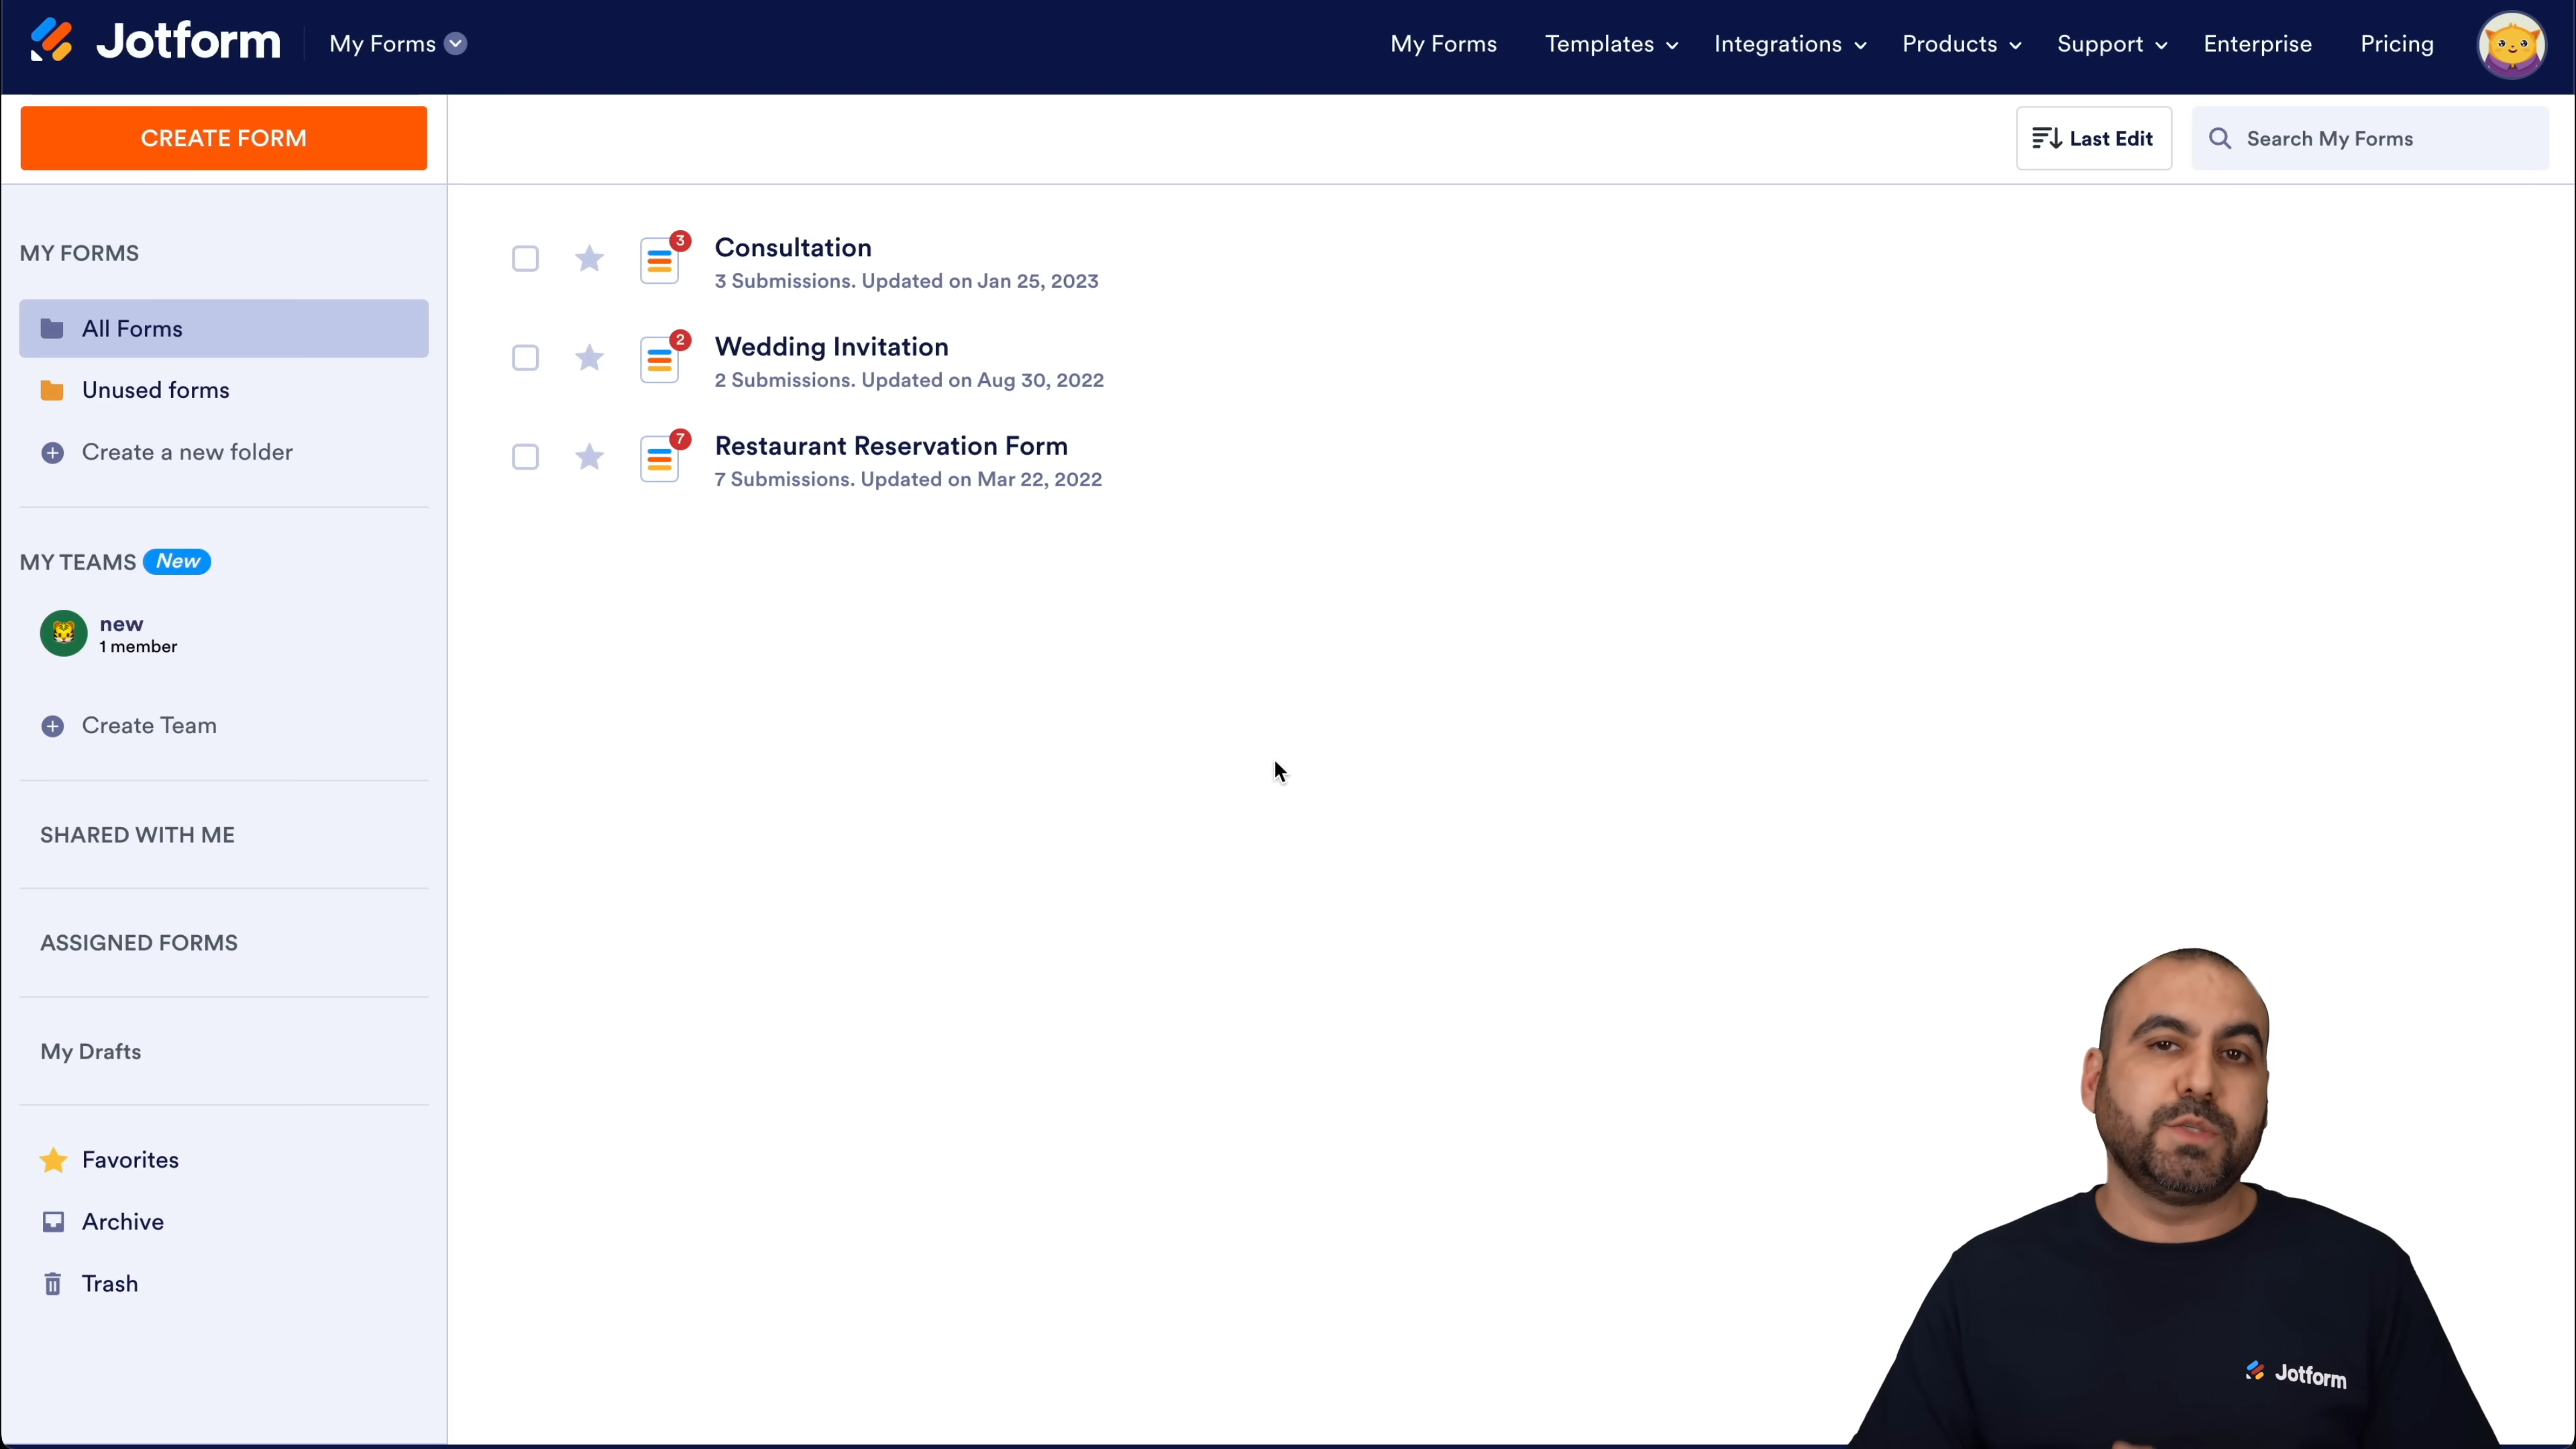 Jotform
My Forms
My Forms
Templates
Integrations
Products
Support
Enterprise
Pricing
CREATE FORM
Last Edit
Search My Forms
MY FORMS
All Forms
Unused forms
Create a new folder
MY TEAMS New
new
1 member
Create Team
SHARED WITH ME
ASSIGNED FORMS
My Drafts
Favorites
Archive
Trash
3
Consultation
3 Submissions. Updated on Jan 25, 2023
2
Wedding Invitation
2 Submissions. Updated on Aug 30, 2022
7
Restaurant Reservation Form
7 Submissions. Updated on Mar 22, 2022
Jotform